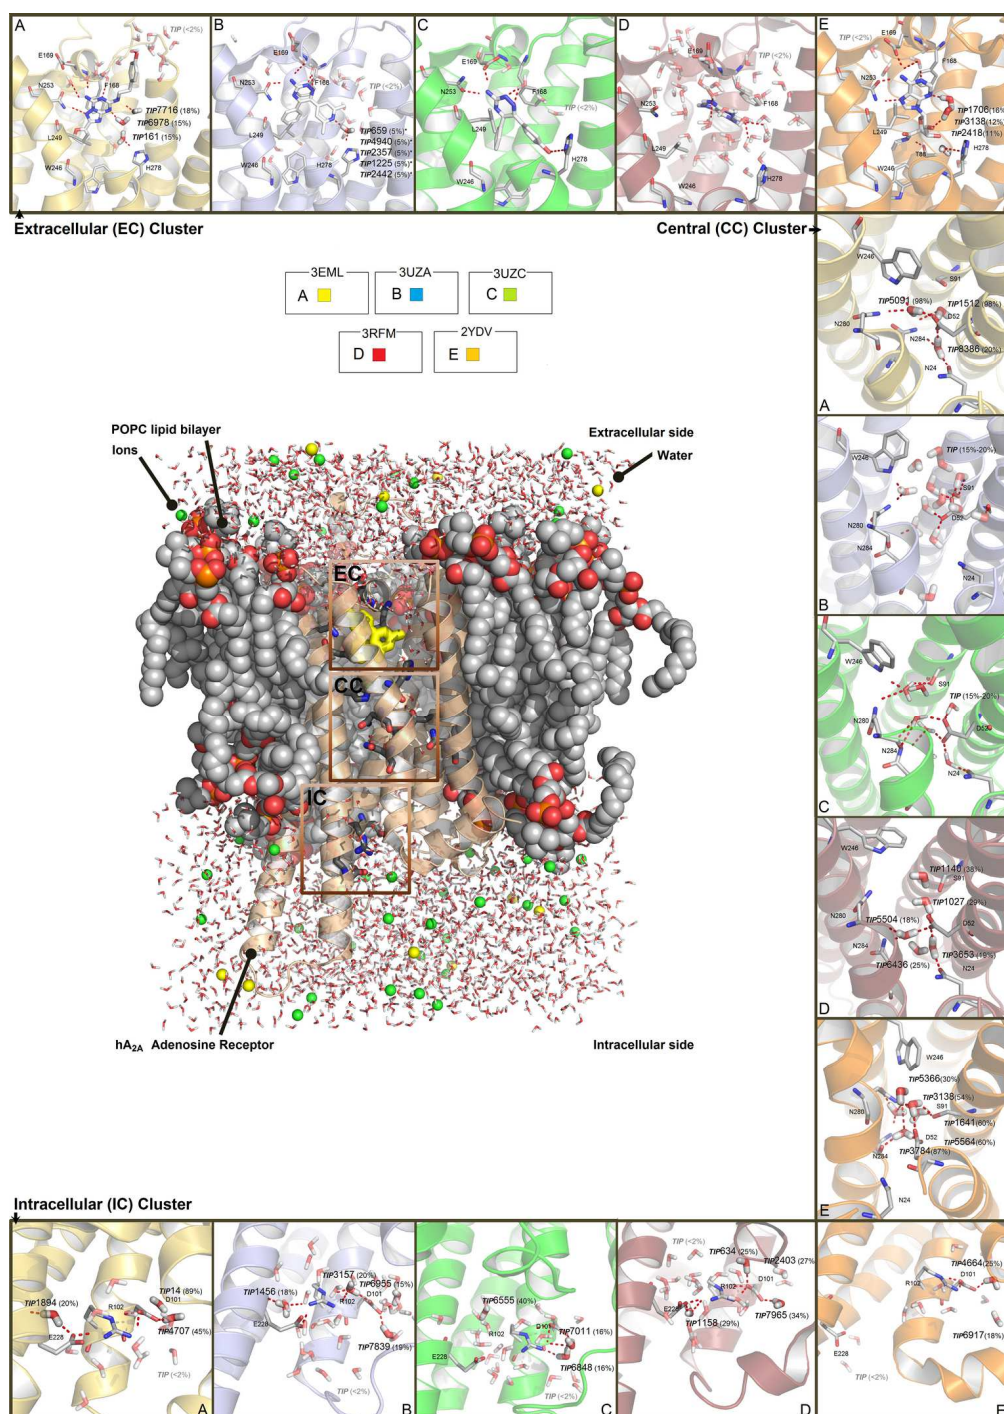 A
E169
TIP (<2%)
N253
F168
TIP7716 (18%)
TIP6978 (15%)
TIP161 (15%)
L249
W246
H278
B
E169
F168
TIP (<2%)
N253
L249
TIP659 (5%)*
TIP4940 (5%)*
TIP2357 (5%)*
TIP1225 (5%)*
TIP2442 (5%)*
W246
H278
C
E169
N253
F168
TIP (<2%)
L249
H278
W246
D
TIP (<2%)
E169
N253
F168
L249
W246
H278
E
TIP (<2%)
E169
F168
N253
TIP1706 (16%)
TIP3138 (12%)
TIP2418 (11%)
L249
T88
H278
W246
Extracellular (EC) Cluster
Central (CC) Cluster
3EML
A
3UZA
B
3UZC
C
3RFM
D
2YDV
E
W246
S91
TIP5091 (98%)
TIP1512 (98%)
D52
N280
N284
TIP8386 (20%)
N24
A
W246
TIP (15%-20%)
S91
N280
D52
N284
N24
B
W246
S91
TIP (15%-20%)
N280
D52
N284
N24
C
W246
TIP1140 (38%)
S91
TIP1027 (29%)
TIP5504 (18%)
N280
D52
N284
TIP3653 (19%)
TIP6436 (25%)
N24
D
W246
TIP5366 (30%)
TIP3138 (54%)
N280
S91
TIP1641 (60%)
D52
TIP5564 (60%)
TIP3784 (87%)
N284
N24
E
POPC lipid bilayer
Ions
Extracellular side
Water
EC
CC
IC
hA2A Adenosine Receptor
Intracellular side
Intracellular (IC) Cluster
TIP14 (89%)
D101
TIP1894 (20%)
R102
TIP4707 (45%)
E228
TIP (<2%)
A
TIP3157 (20%)
TIP6955 (15%)
TIP1456 (18%)
D101
R102
E228
TIP7839 (19%)
TIP (<2%)
B
TIP6555 (40%)
D101
R102
TIP7011 (16%)
E228
TIP6848 (16%)
TIP (<2%)
C
TIP (<2%)
TIP634 (25%)
TIP2403 (27%)
D101
R102
E228
TIP7965 (34%)
TIP1158 (29%)
D
TIP4664 (25%)
D101
R102
TIP6917 (18%)
E228
TIP (<2%)
E